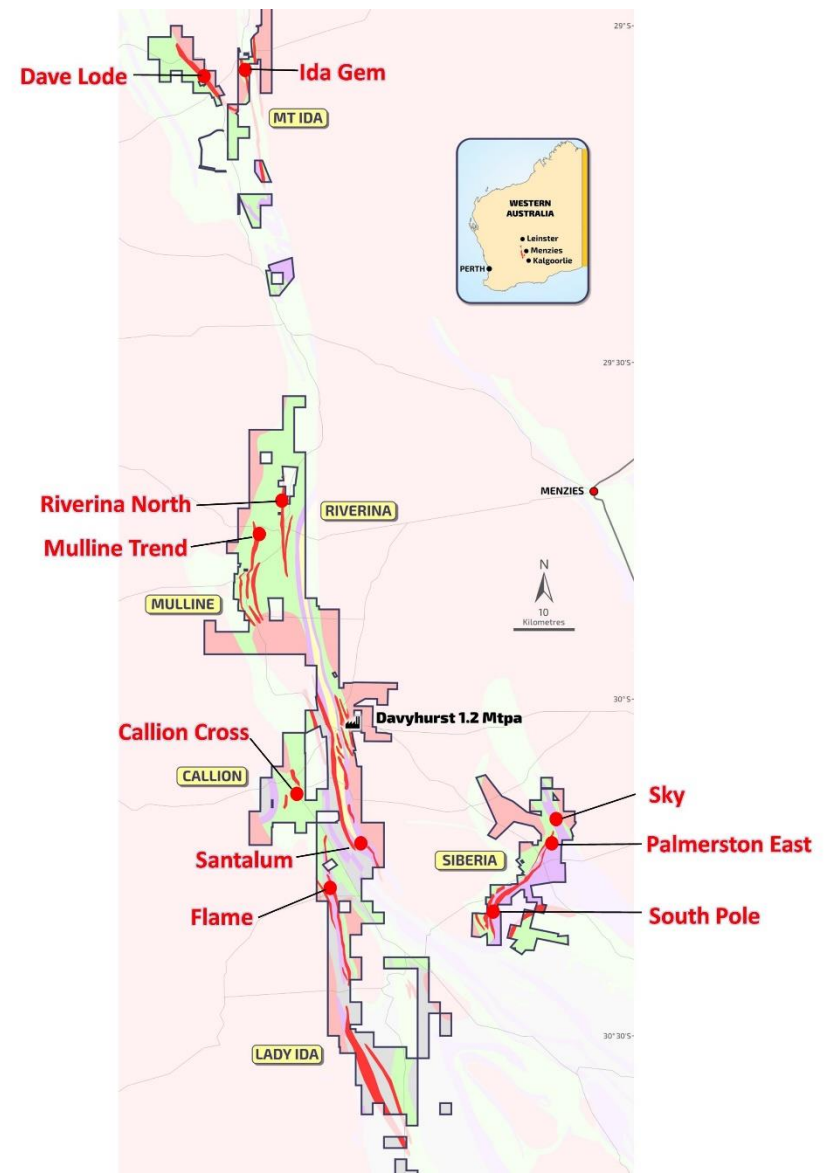 29°S
Dave Lode
Ida Gem
MT IDA
WESTERN
AUSTRALIA
Leinster
Menzies
Kalgoorlie
PERTH
29°30'S
Riverina North
RIVERINA
MENZIES
Mulline Trend
MULLINE
N
10
Kilometres
30°S
Davyhurst 1.2 Mtpa
Callion Cross
CALLION
Sky
Santalum
SIBERIA
Palmerston East
Flame
South Pole
30°30'S
LADY IDA